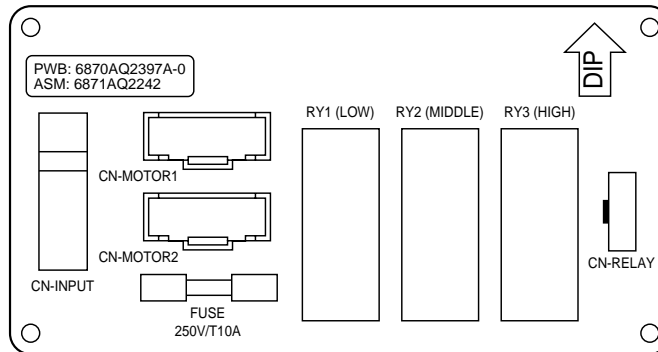 PWB: 6870AQ2397A-0
ASM: 6871AQ2242
DIP
RY1 (LOW)
RY2 (MIDDLE)
RY3 (HIGH)
CN-MOTOR1
CN-MOTOR2
CN-INPUT
CN-RELAY
FUSE
250V/T10A